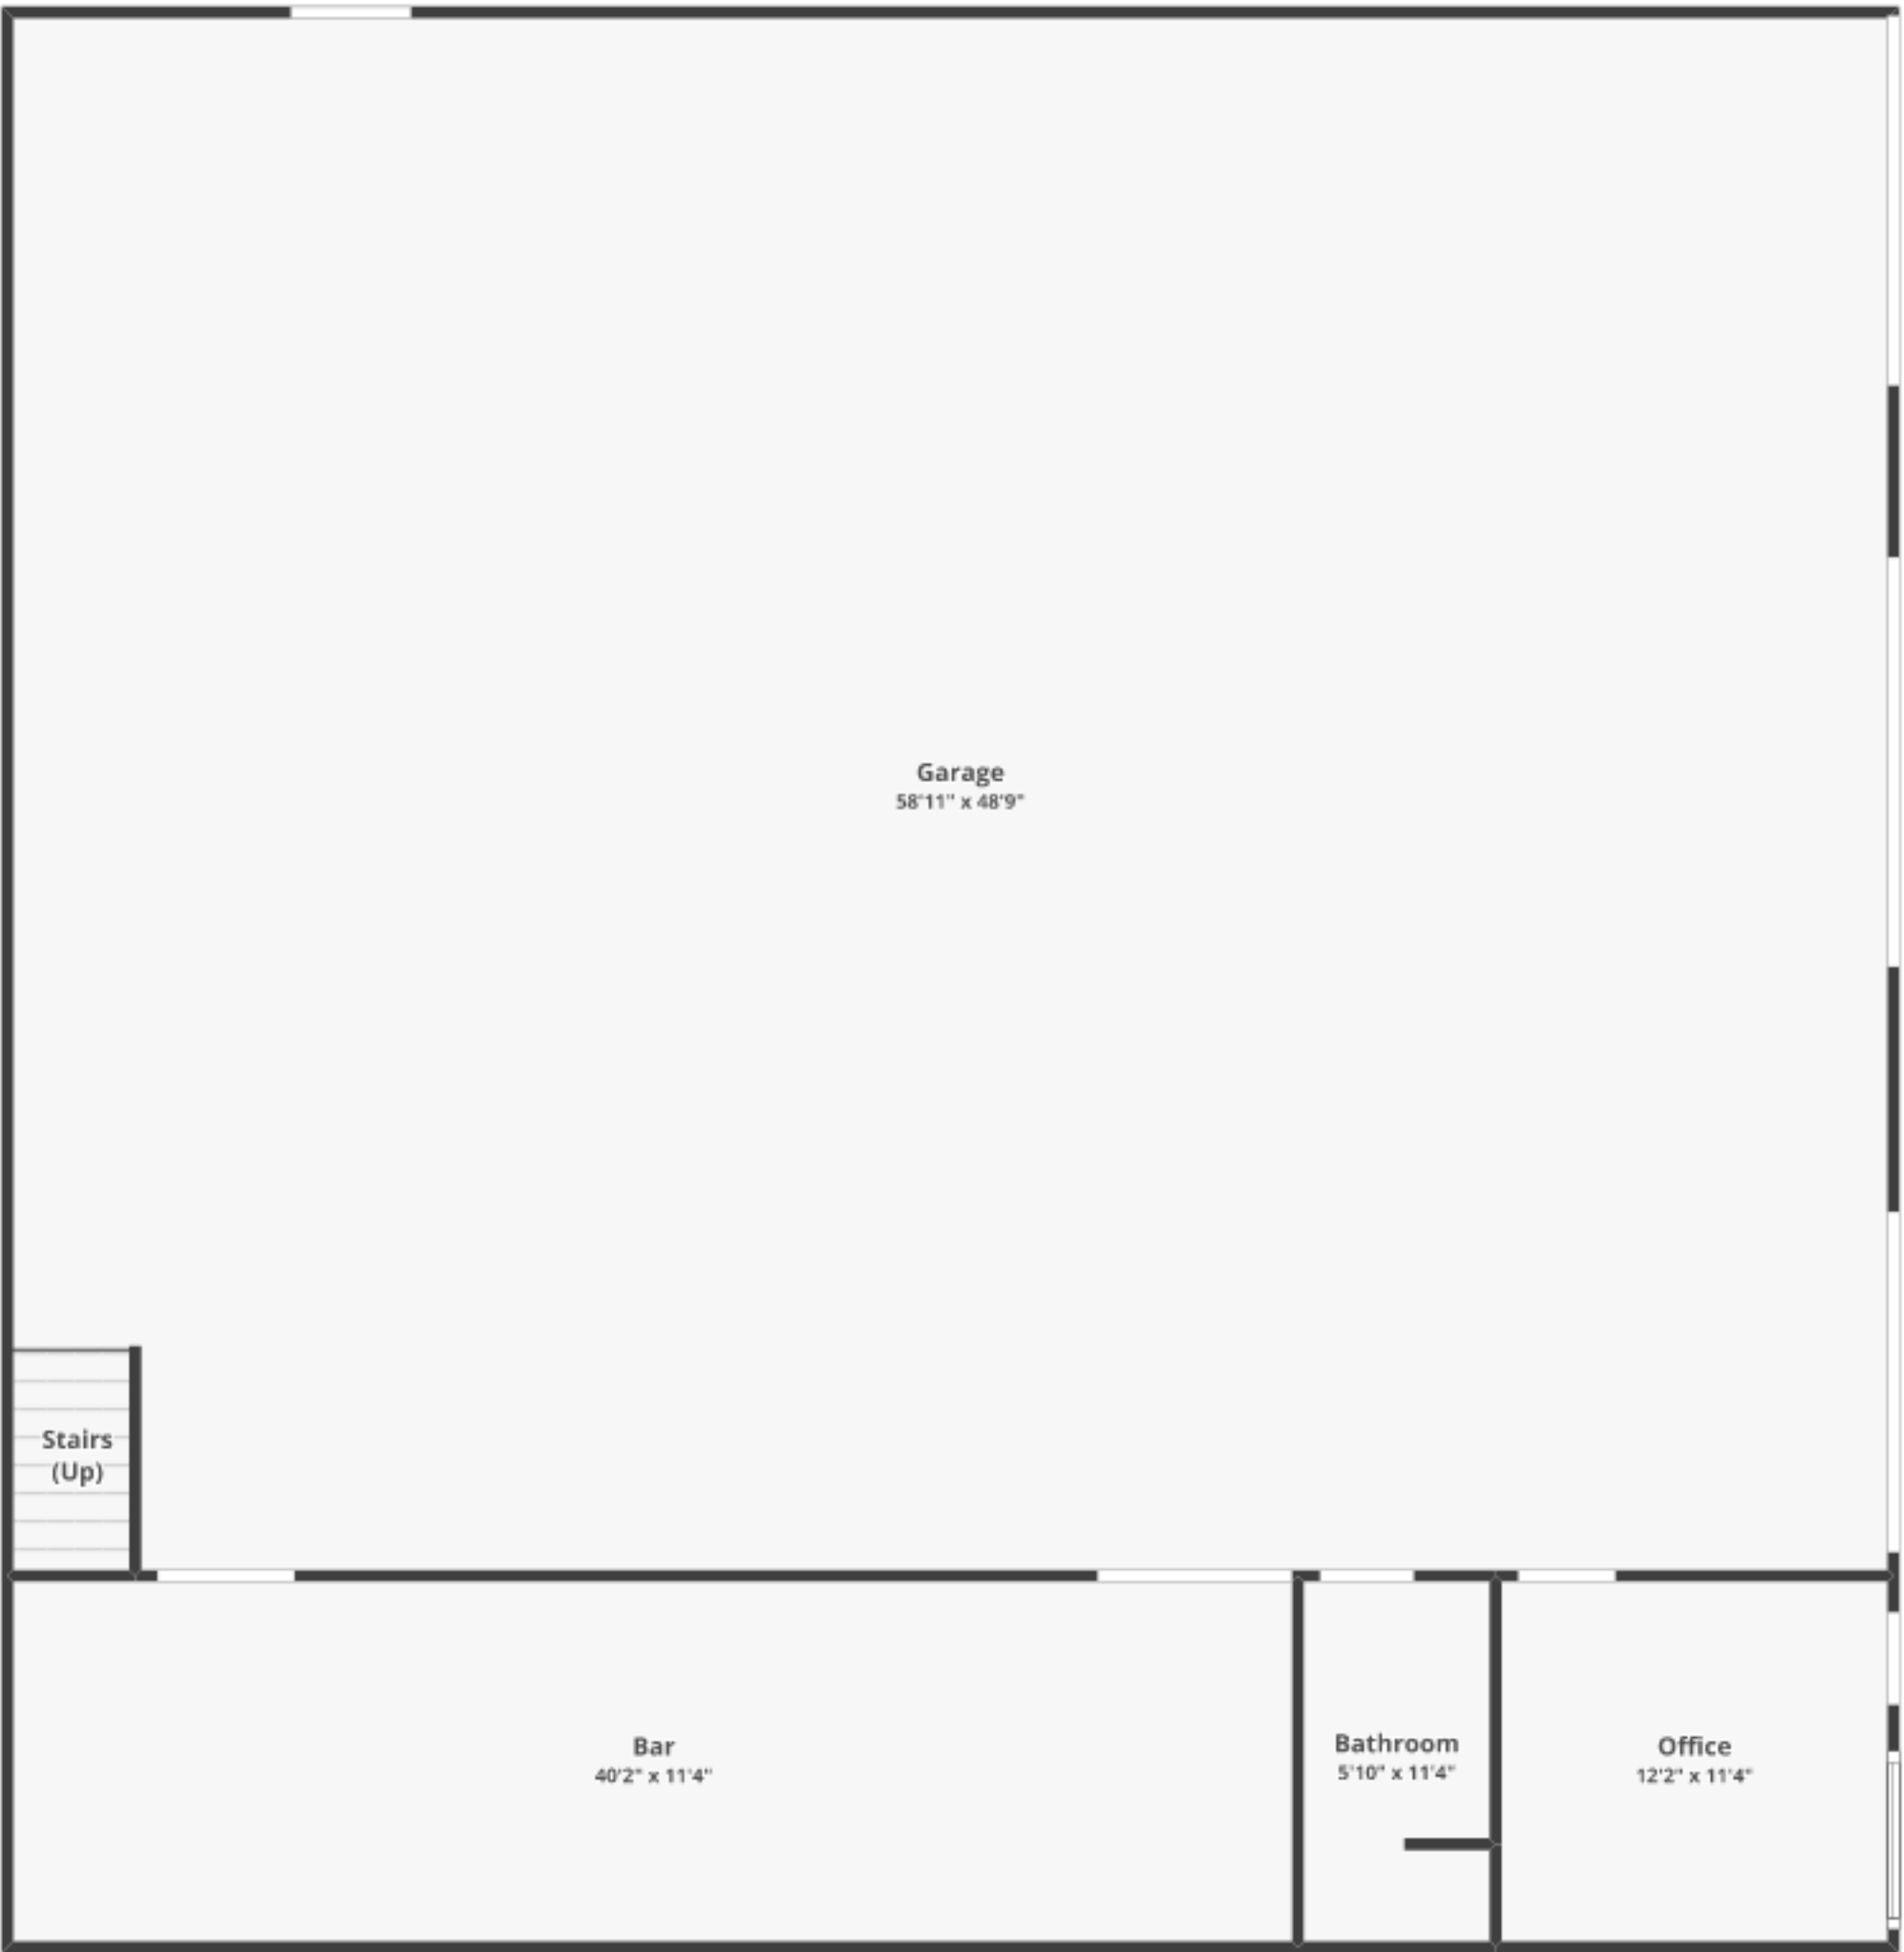 Garage
58'11" x 48'9"
Stairs
(Up)
Bar
40'2" x 11'4"
Bathroom
5'10" x 11'4"
Office
12'2" x 11'4"